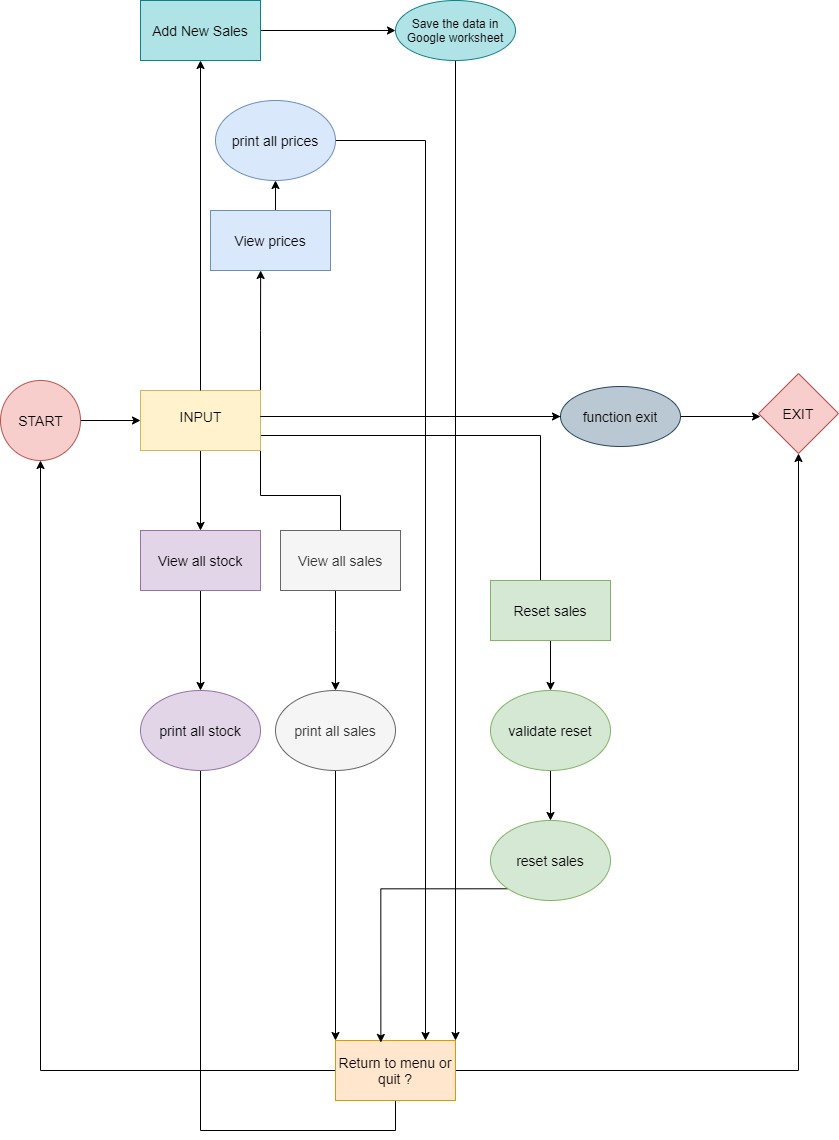 Add New Sales
Save the data in
Google worksheet
print all prices
View prices
START
INPUT
function exit
EXIT
View all stock
View all sales
Reset sales
print all stock
print all sales
validate reset
reset sales
Return to menu or
quit ?